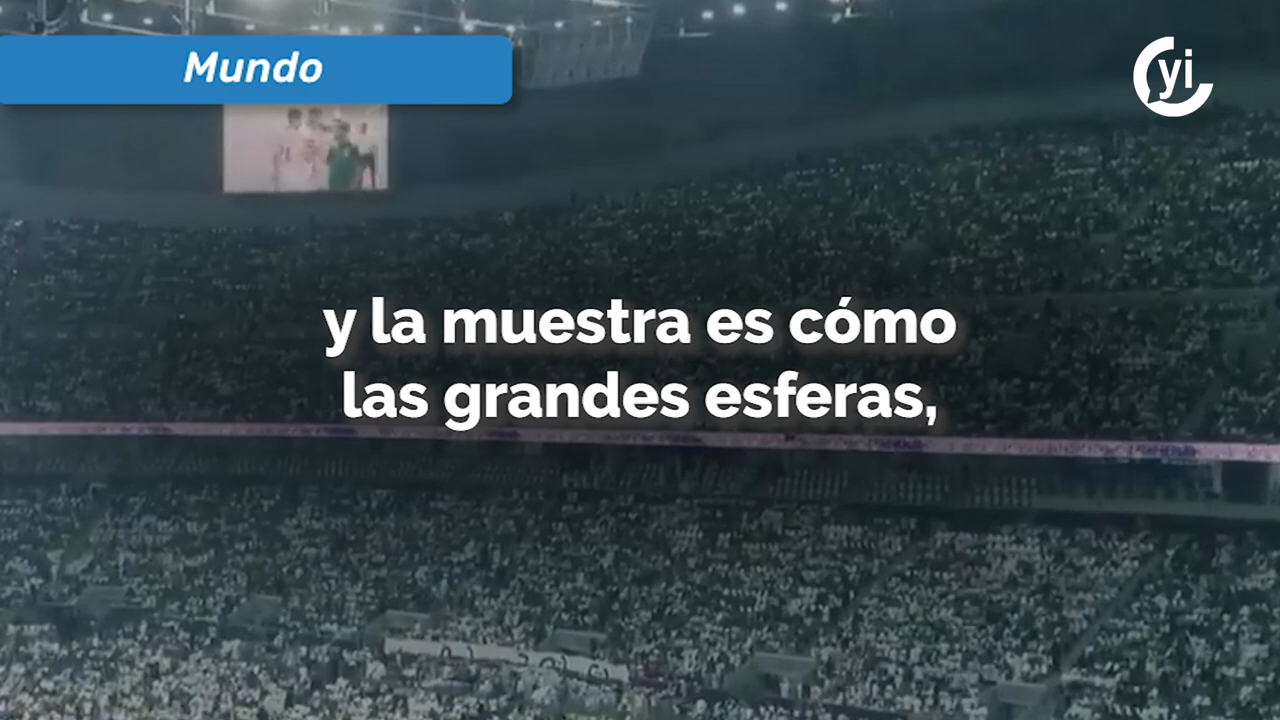 Mundo
yi
y la muestra es cómo
las grandes esferas,